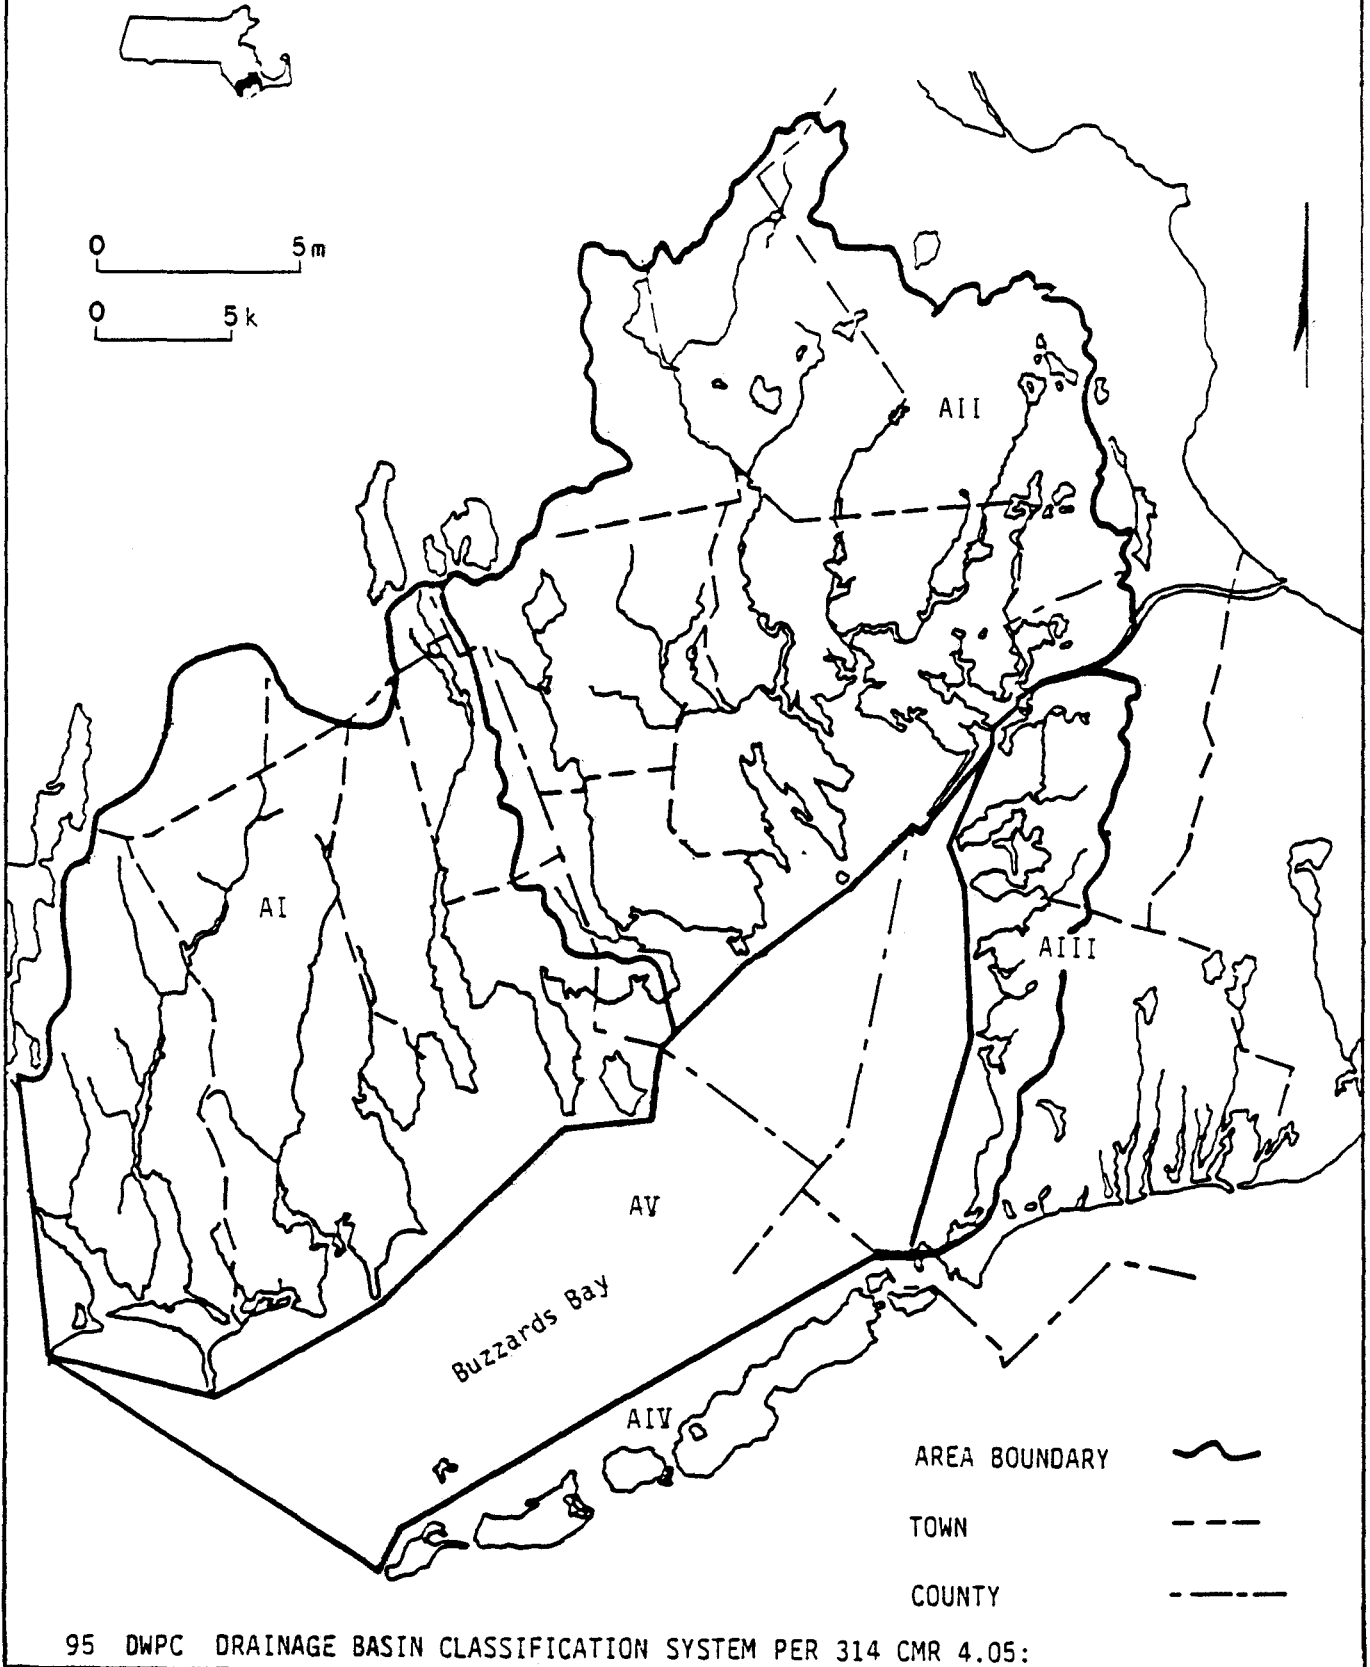 0 5m
0 5k
AII
AI
AIII
AV
Buzzards Bay
AIV
AREA BOUNDARY
TOWN
COUNTY
95 DWPC DRAINAGE BASIN CLASSIFICATION SYSTEM PER 314 CMR 4.05: